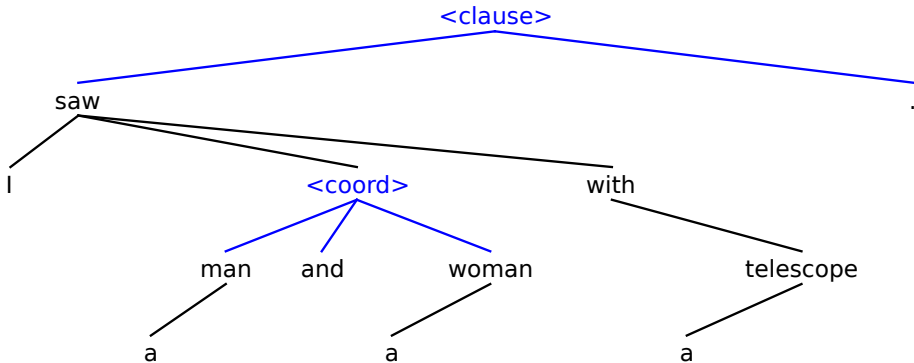 <clause>
saw .
I <coord> with
man and woman telescope
a a a